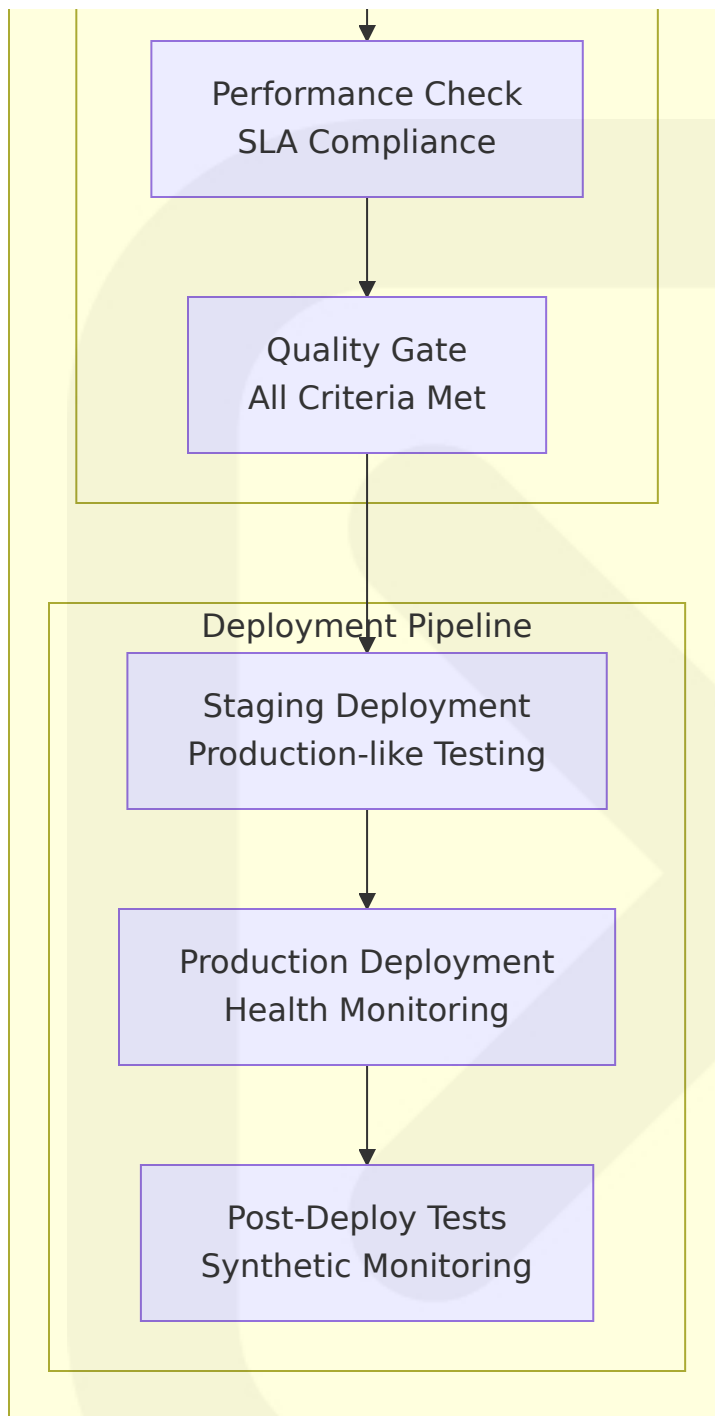 Performance Check
SLA Compliance
Quality Gate
All Criteria Met
Deployment Pipeline
Staging Deployment
Production-like Testing
Production Deployment
Health Monitoring
Post-Deploy Tests
Synthetic Monitoring